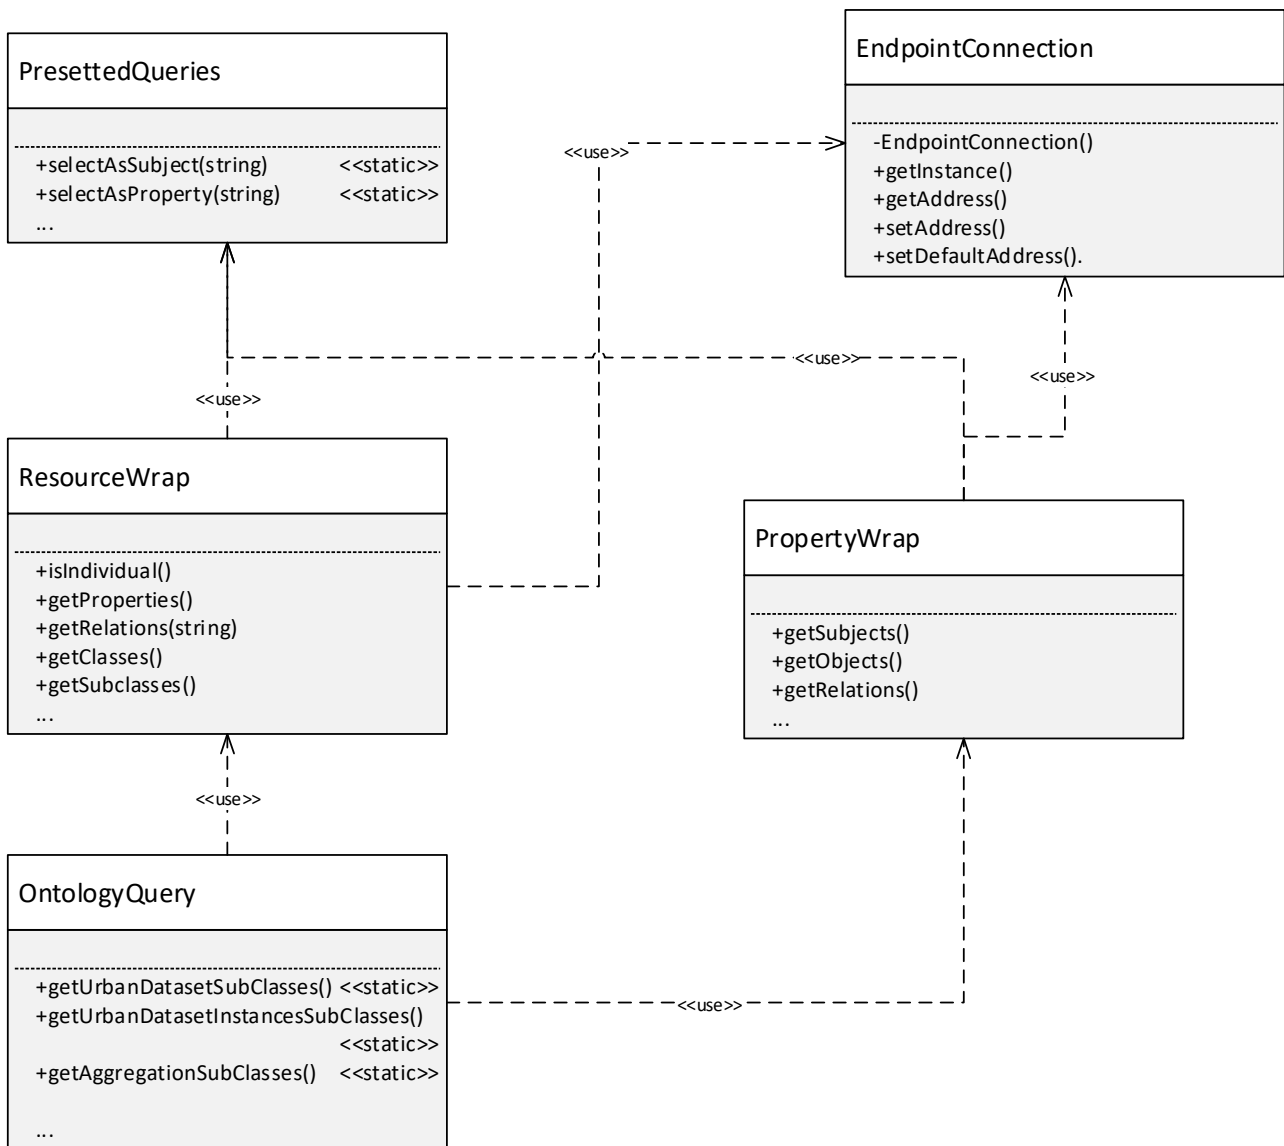 PresettedQueries
+selectAsSubject(string) <<static>>
+selectAsProperty(string) <<static>>
...
EndpointConnection
-EndpointConnection()
+getInstance()
+getAddress()
+setAddress()
+setDefaultAddress().
<<use>>
<<use>>
<<use>>
<<use>>
ResourceWrap
+isIndividual()
+getProperties()
+getRelations(string)
+getClasses()
+getSubclasses()
...
PropertyWrap
+getSubjects()
+getObjects()
+getRelations()
...
<<use>>
OntologyQuery
+getUrbanDatasetSubClasses() <<static>>
+getUrbanDatasetInstancesSubClasses()
<<static>>
+getAggregationSubClasses() <<static>>
...
<<use>>